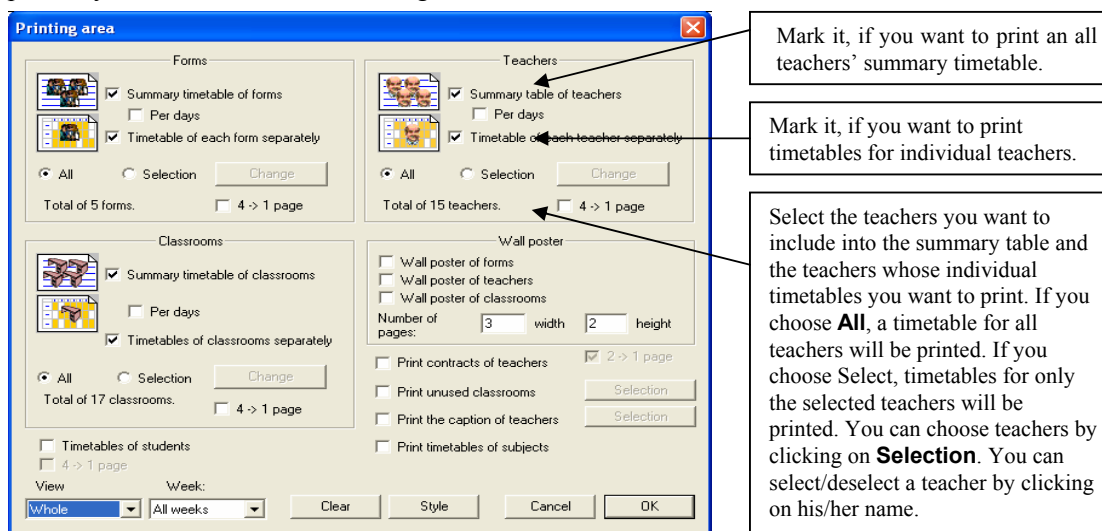 Printing area
Forms
Summary timetable of forms
Per days
Timetable of each form separately
All Selection Change
Total of 5 forms. 4 -> 1 page
Teachers
Summary table of teachers
Per days
Timetable of each teacher separately
All Selection Change
Total of 15 teachers. 4 -> 1 page
Classrooms
Summary timetable of classrooms
Per days
Timetables of classrooms separately
All Selection Change
Total of 17 classrooms.
4 -> 1 page
Wall poster
Wall poster of forms
Wall poster of teachers
Wall poster of classrooms
Number of
pages: 3 width 2 height
Print contracts of teachers 2 -> 1 page
Print unused classrooms Selection
Print the caption of teachers Selection
Print timetables of subjects
Timetables of students
4 -> 1 page
View Week:
Whole All weeks Clear Style Cancel OK
Mark it, if you want to print an all
teachers’ summary timetable.
Mark it, if you want to print
timetables for individual teachers.
Select the teachers you want to
include into the summary table and
the teachers whose individual
timetables you want to print. If you
choose All, a timetable for all
teachers will be printed. If you
choose Select, timetables for only
the selected teachers will be
printed. You can choose teachers by
clicking on Selection. You can
select/deselect a teacher by clicking
on his/her name.